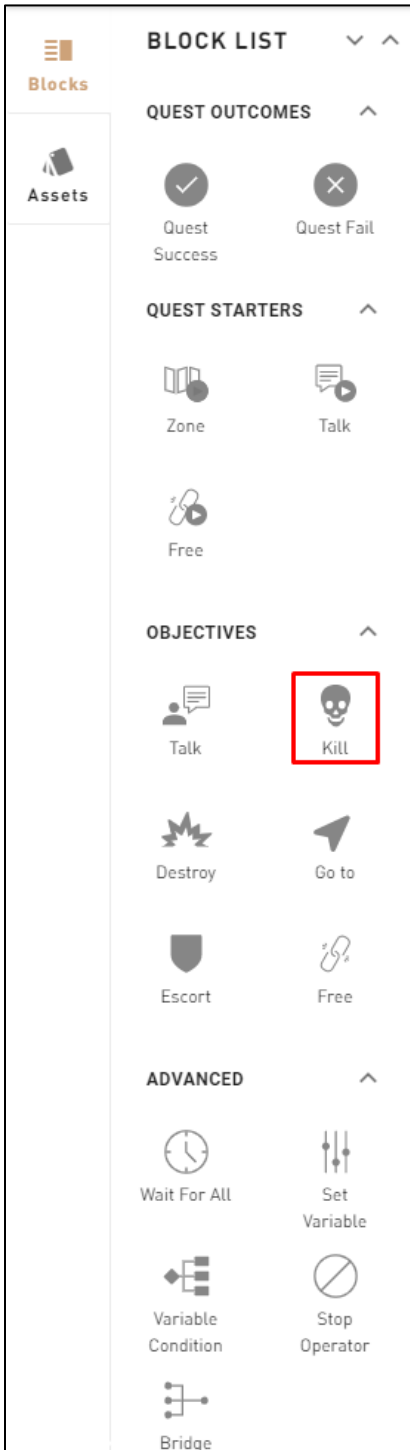 BLOCK LIST
Blocks
QUEST OUTCOMES
Assets
Quest Success
Quest Fail
QUEST STARTERS
Zone
Talk
Free
OBJECTIVES
Talk
Kill
Destroy
Go to
Escort
Free
ADVANCED
Wait For All
Set Variable
Variable Condition
Stop Operator
Bridge